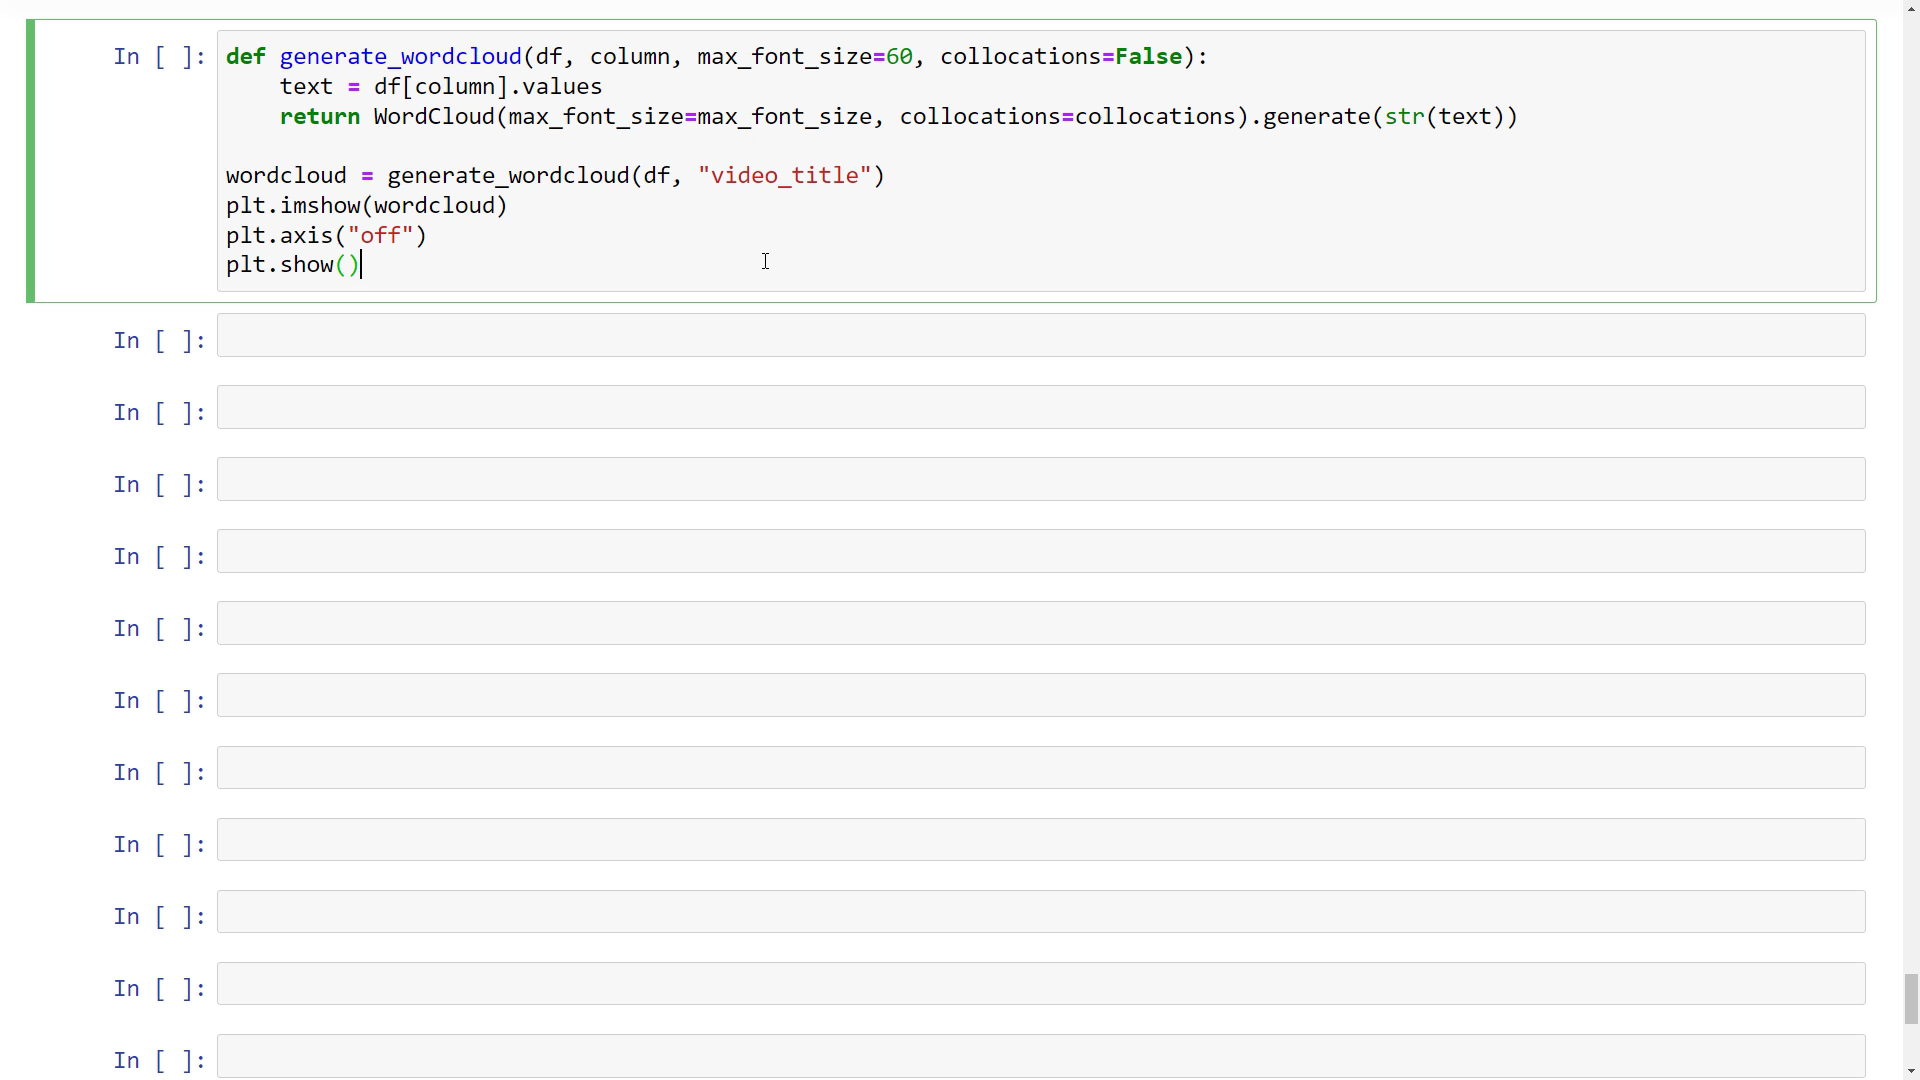 In [ ]: def generate_wordcloud(df, column, max_font_size=60, collocations=False):
    text = df[column].values
    return WordCloud(max_font_size=max_font_size, collocations=collocations).generate(str(text))

wordcloud = generate_wordcloud(df, "video_title")
plt.imshow(wordcloud)
plt.axis("off")
plt.show()
In [ ]:
In [ ]:
In [ ]:
In [ ]:
In [ ]:
In [ ]:
In [ ]:
In [ ]:
In [ ]:
In [ ]:
In [ ]: